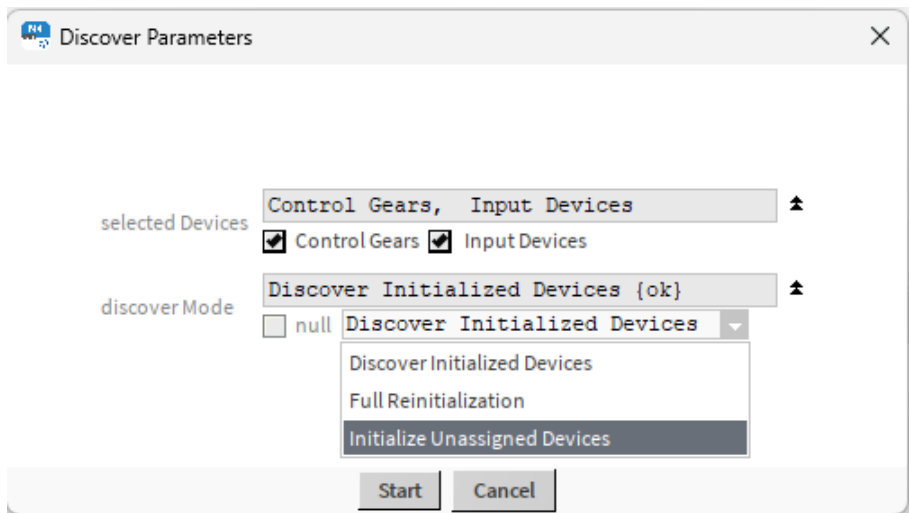 Discover Parameters
selected Devices
Control Gears, Input Devices
Control Gears Input Devices
discover Mode
Discover Initialized Devices {ok}
null Discover Initialized Devices
Discover Initialized Devices
Full Reinitialization
Initialize Unassigned Devices
Start Cancel